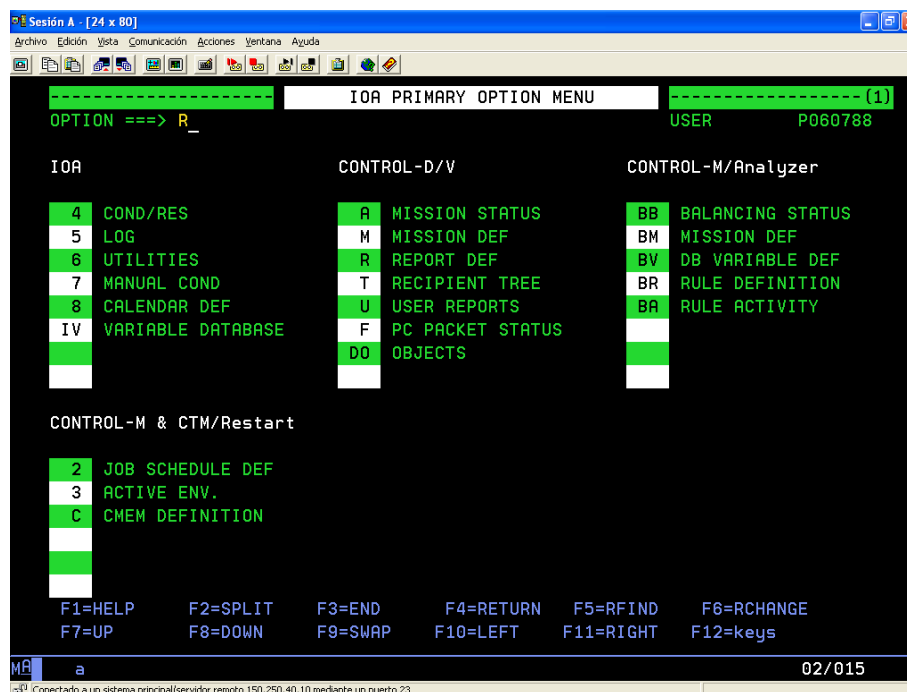 Sesión A - [24 x 80]
Archivo Edición Vista Comunicación Acciones Ventana Ayuda
----------------------- IOA PRIMARY OPTION MENU -------------------(1)
OPTION ===> R_ USER P060788
IOA CONTROL-D/V CONTROL-M/Analyzer
4 COND/RES A MISSION STATUS BB BALANCING STATUS
5 LOG M MISSION DEF BM MISSION DEF
6 UTILITIES R REPORT DEF BV DB VARIABLE DEF
7 MANUAL COND T RECIPIENT TREE BR RULE DEFINITION
8 CALENDAR DEF U USER REPORTS BA RULE ACTIVITY
IV VARIABLE DATABASE F PC PACKET STATUS
DO OBJECTS
CONTROL-M & CTM/Restart
2 JOB SCHEDULE DEF
3 ACTIVE ENV.
C CMEM DEFINITION
F1=HELP F2=SPLIT F3=END F4=RETURN F5=RFIND F6=RCHANGE
F7=UP F8=DOWN F9=SWAP F10=LEFT F11=RIGHT F12=keys
MA a 02/015
Conectado a un sistema principal/servidor remoto 150.250.40.10 mediante un puerto 23